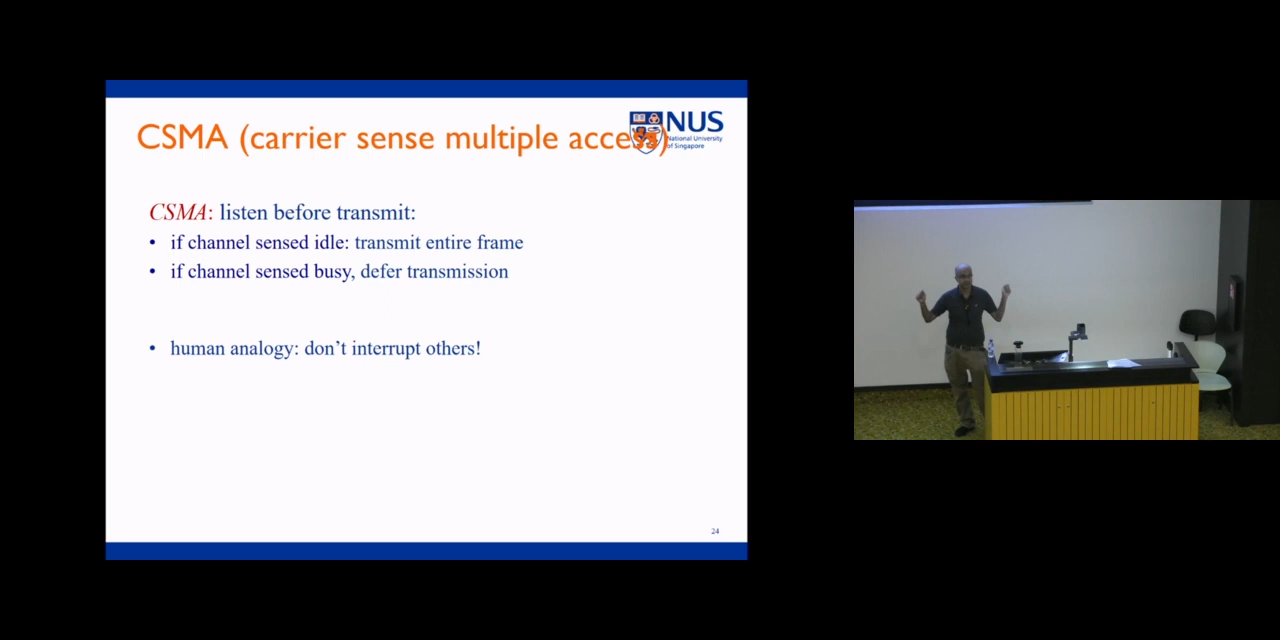 CSMA (carrier sense multiple access)
NUS
National University
of Singapore
CSMA: listen before transmit:
• if channel sensed idle: transmit entire frame
• if channel sensed busy, defer transmission
• human analogy: don't interrupt others!
24